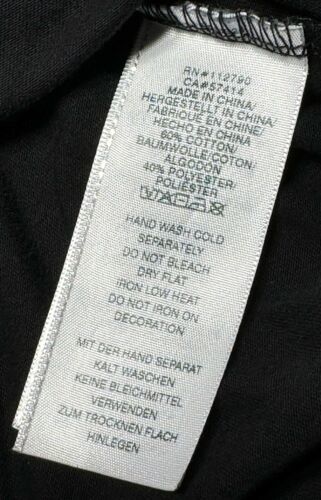 RN#112790
CA#57414
MADE IN CHINA/
HERGESTELLT IN CHINA/
FABRIQUE EN CHINE/
HECHO EN CHINA
60% COTTON/
BAUMWOLLE/COTON/
ALGODON
40% POLYESTER/
POLIESTER
HAND WASH COLD
SEPARATELY
DO NOT BLEACH
DRY FLAT
IRON LOW HEAT
DO NOT IRON ON
DECORATION
MIT DER HAND SEPARAT
KALT WASCHEN
KEINE BLEICHMITTEL
VERWENDEN
ZUM TROCKNEN FLACH
HINLEGEN